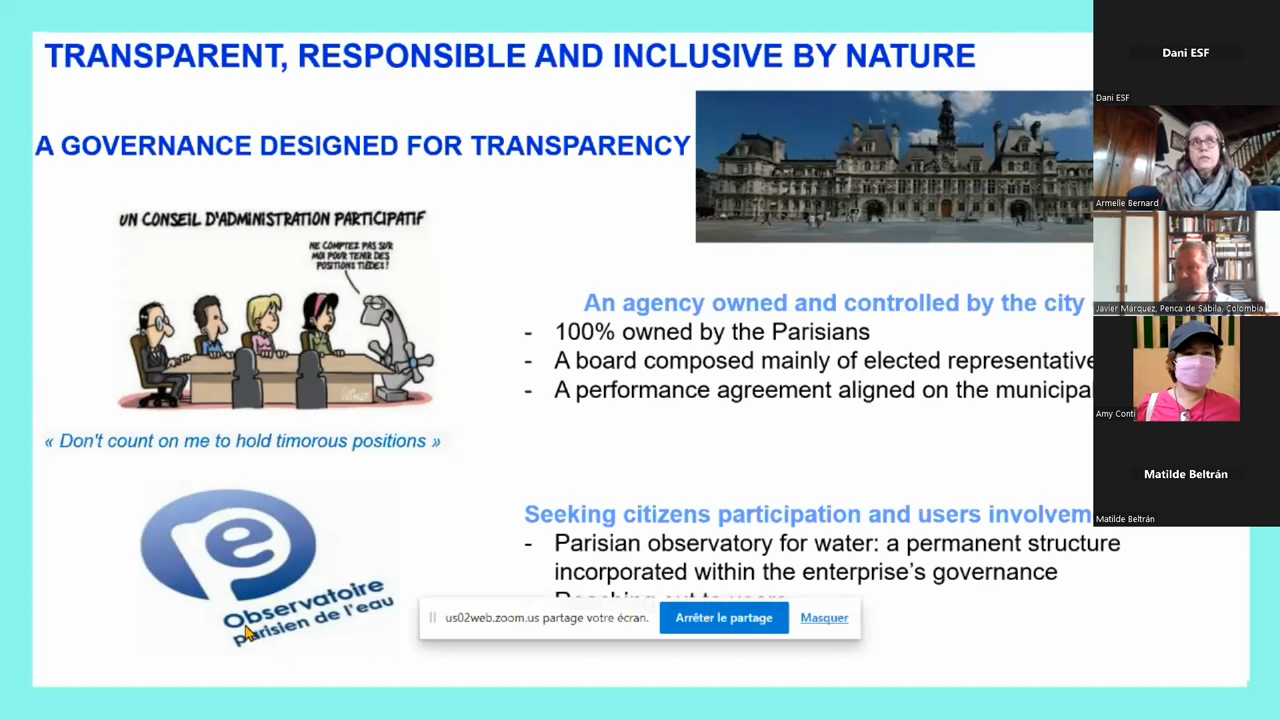 TRANSPARENT, RESPONSIBLE AND INCLUSIVE BY NATURE
A GOVERNANCE DESIGNED FOR TRANSPARENCY
UN CONSEIL D'ADMINISTRATION PARTICIPATIF
NE COMPTEZ PAS SUR
MOI POUR TENIR DES
POSITIONS TIÈDES!
« Don't count on me to hold timorous positions »
An agency owned and controlled by the city
- 100% owned by the Parisians
- A board composed mainly of elected representative
- A performance agreement aligned on the municipa
Observatoire
parisien de l'eau
Seeking citizens participation and users involvem
- Parisian observatory for water: a permanent structure
incorporated within the enterprise's governance
Reaching out to users
us02web.zoom.us partage votre écran.
Arrêter le partage
Masquer
Dani ESF
Dani ESF
Armelle Bernard
Javier Márquez, Penca de Sábila, Colombia
Amy Conti
Matilde Beltrán
Matilde Beltrán